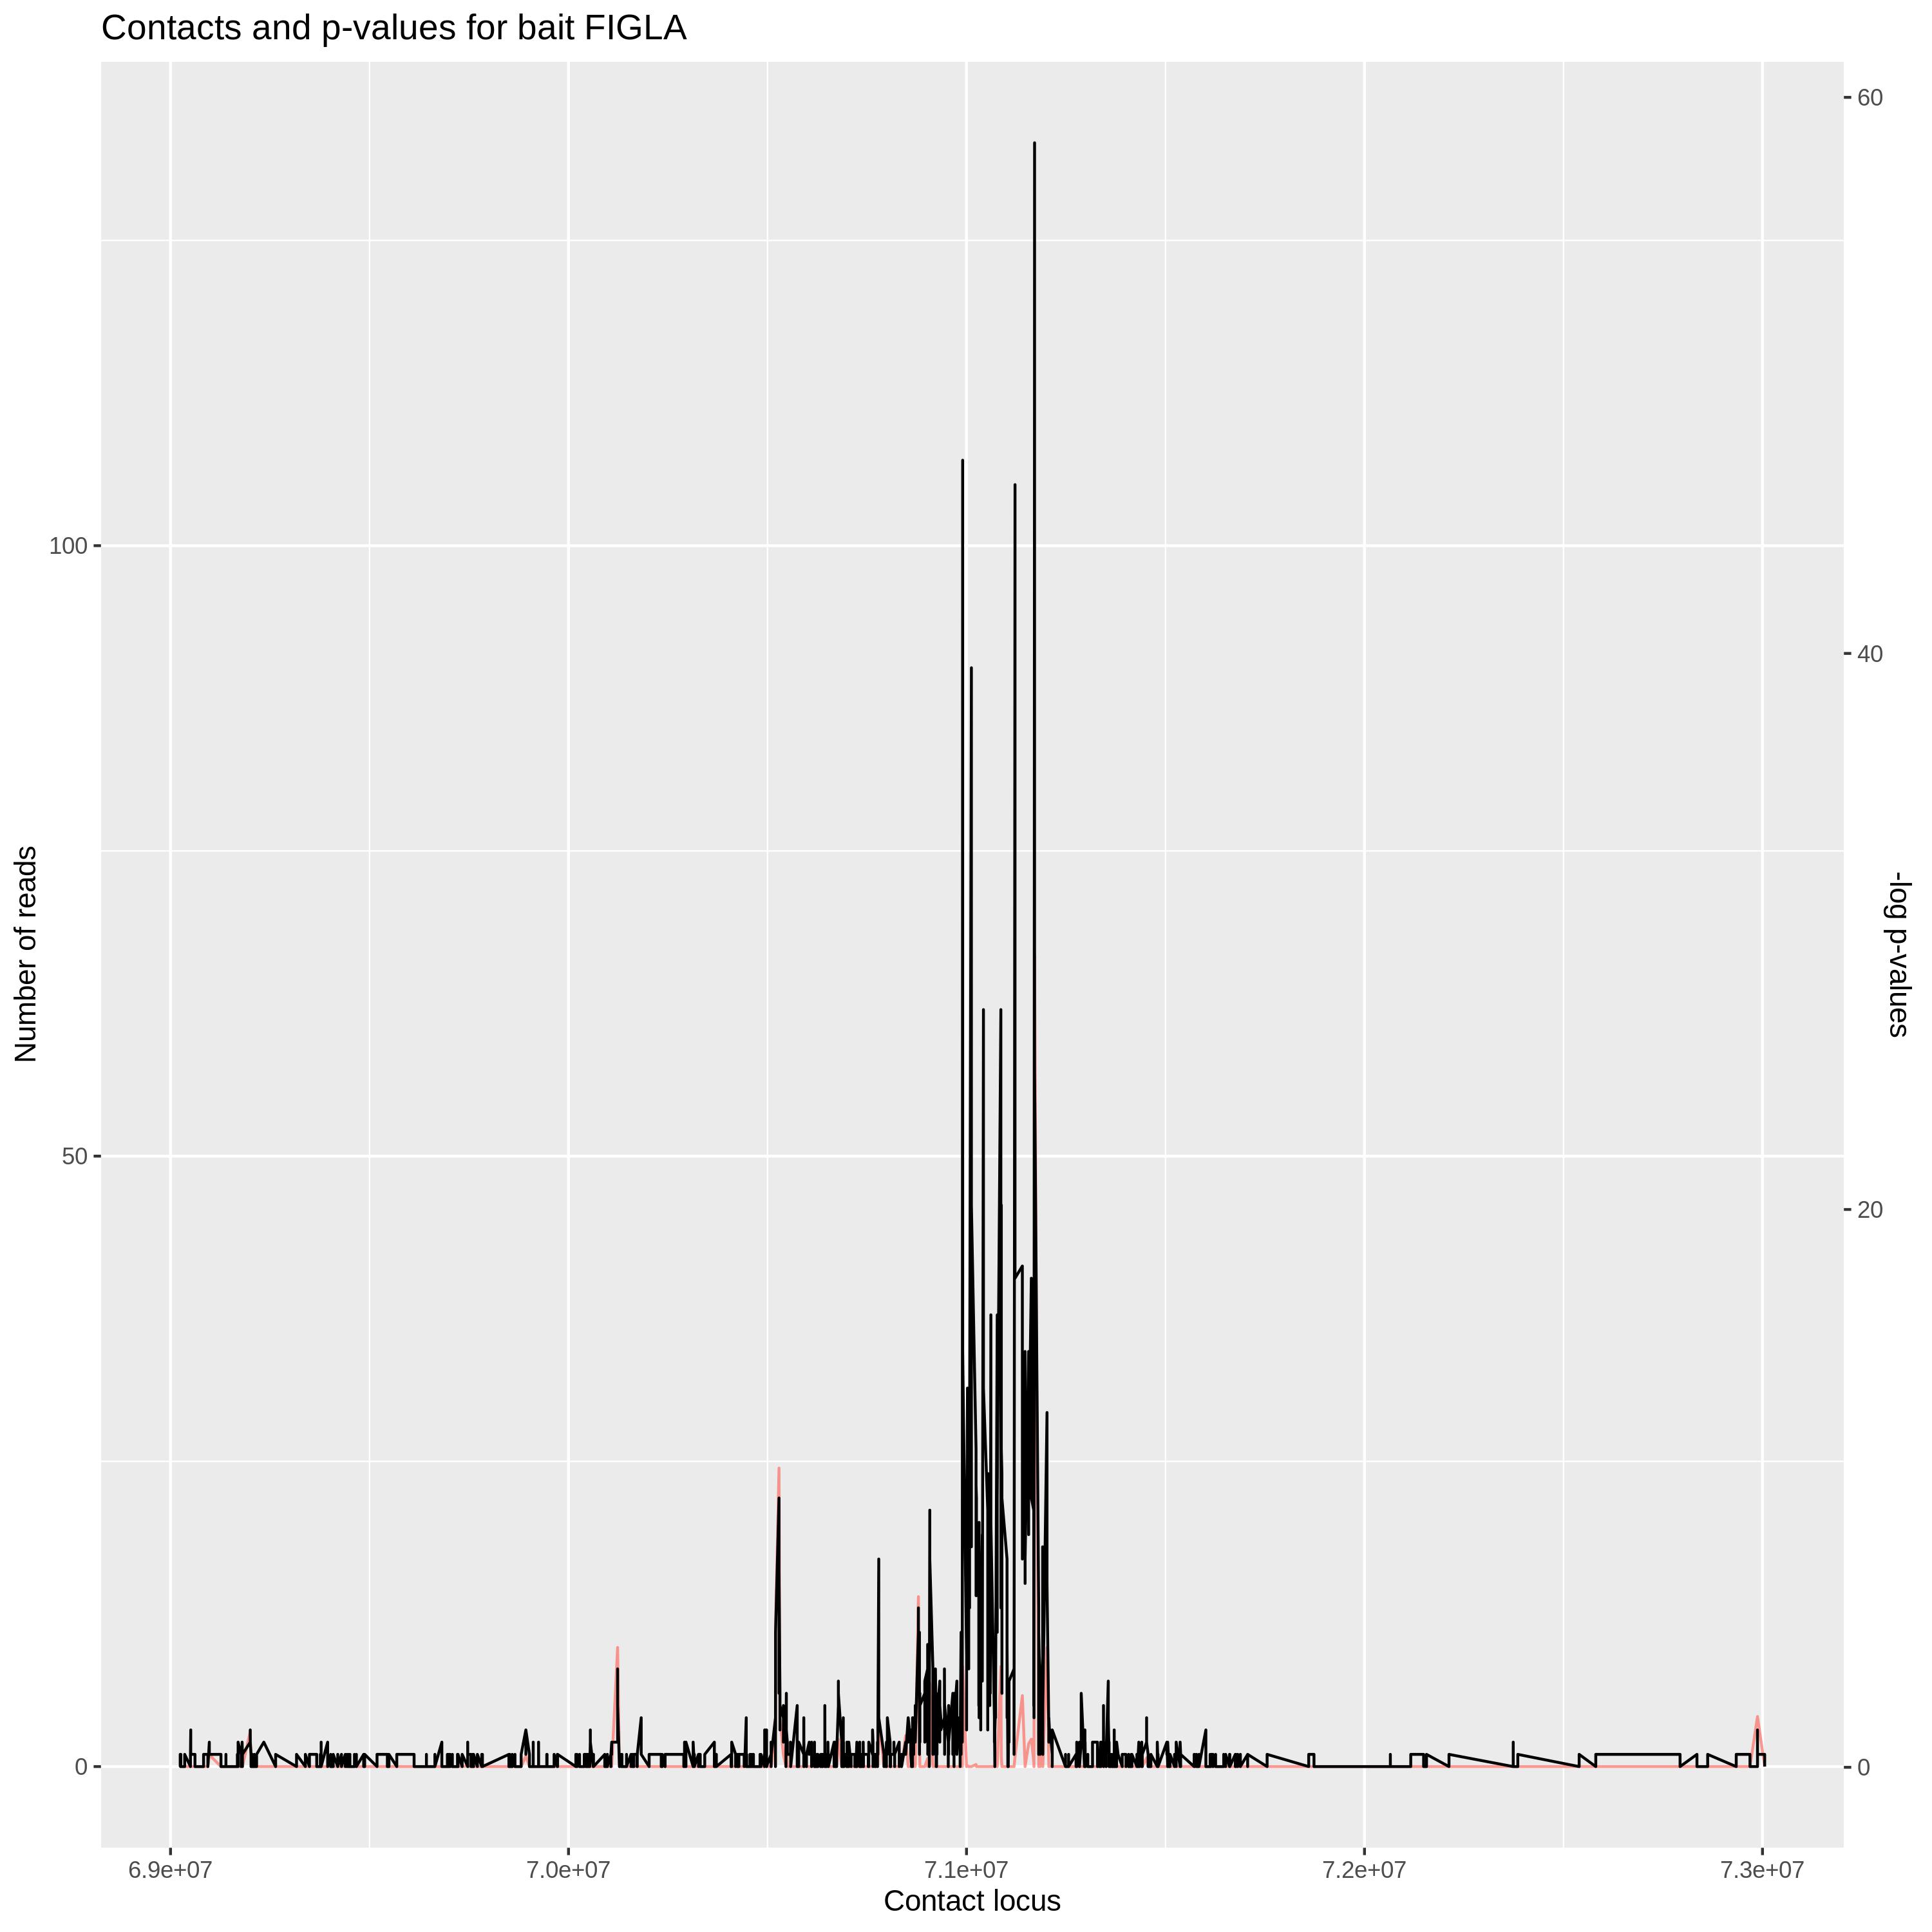 Contacts and p-values for bait FIGLA
60
100
40
Number of reads
-log p-values
50
20
0
0
6.9e+07
7.0e+07
7.1e+07
7.2e+07
7.3e+07
Contact locus